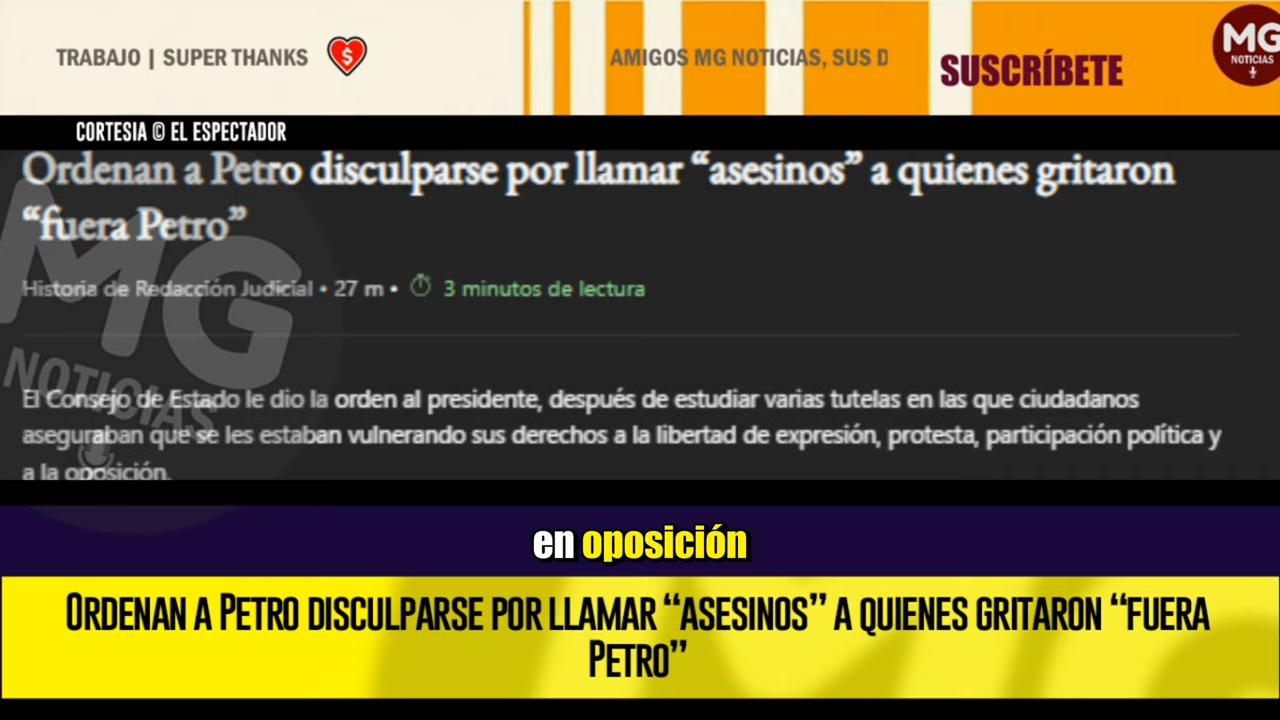 TRABAJO | SUPER THANKS
AMIGOS MG NOTICIAS, SUS D
SUSCRÍBETE
MG
NOTICIAS
CORTESIA © EL ESPECTADOR
Ordenan a Petro disculparse por llamar “asesinos” a quienes gritaron
“fuera Petro”
Historia de Redacción Judicial • 27 m • 3 minutos de lectura
El Consejo de Estado le dio la orden al presidente, después de estudiar varias tutelas en las que ciudadanos
aseguraban que se les estaban vulnerando sus derechos a la libertad de expresión, protesta, participación política y
a la oposición.
MG
NOTICIAS
en oposición
ORDENAN A PETRO DISCULPARSE POR LLAMAR “ASESINOS” A QUIENES GRITARON “FUERA
PETRO”